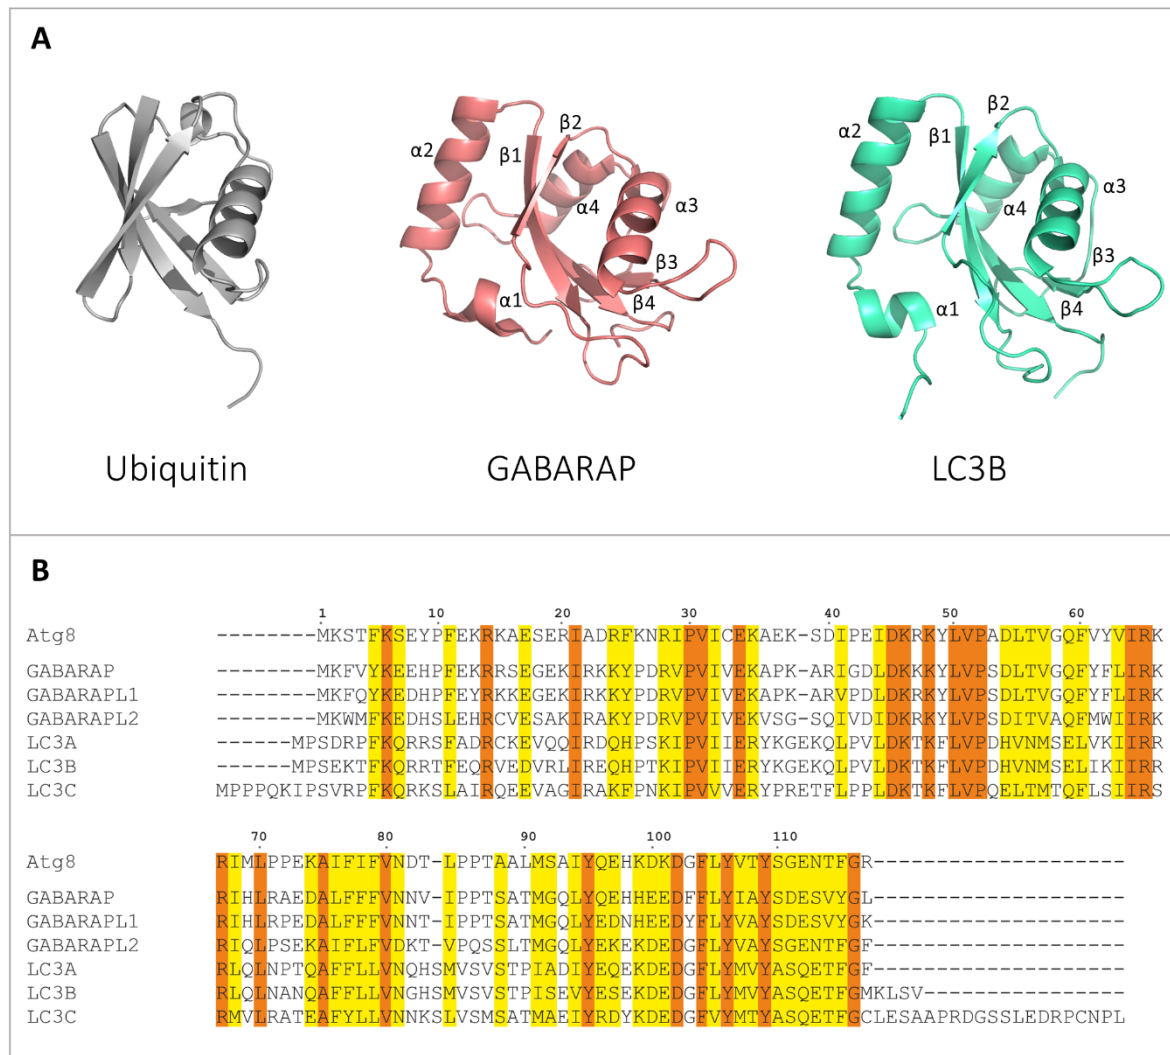 A
α2
β1
β2
α4
α3
β3
β4
α1
α2
β1
β2
α4
α3
β3
β4
α1
Ubiquitin
GABARAP
LC3B
B
1 10 20 30 40 50 60
Atg8 --------MKSTFKSEYPFEKRKAESERIADRFKNRIPVICEKAEK-SDIPEIDKRKYLVPADLTVGQFVYVIRK
GABARAP --------MKFVYKEEHPFEKRRSEGEKIRKKYPDRVPVIVEKAPK-ARIGDLDKKKYLVPSDLTVGQFYFLIRK
GABARAPL1 --------MKFQYKEDHPFEYRKKEGEKIRKKYPDRVPVIVEKAPK-ARVPDLDKRKYLVPSDLTVGQFYFLIRK
GABARAPL2 --------MKWMFKEDHSLEHRCVESAKIRAKYPDRVPVIVEKVSG-SQIVDIDKRKYLVPSDITVAQFMWIIRK
LC3A ------MPSDRPFKQRRSFADRCKEVQQIRDQHPSKIPVIIERYKGEKQLPVLDKTKFLVPDHVNMSELVKIIRR
LC3B ------MPSEKTFKQRRTFEQRVEDVRLIREQHPTKIPVIIERYKGEKQLPVLDKTKFLVPDHVNMSELIKIIRR
LC3C MPPPQKIPSVRPFKQRKSLAIRQEEVAGIRAKFPNKIPVVVERYPRETFLPPLDKTKFLVPQELTMTQFLSIIRS
70 80 90 100 110
Atg8 RIMLPPEKAIFIFVNDT-LPPTAALMSAIYQEHKDKDGFLYVTYSGENTFGR--------------------
GABARAP RIHLRAEDALFFFVNNV-IPPTSATMGQLYQEHHEEDFFLYIAYSDESVYGL--------------------
GABARAPL1 RIHLRPEDALFFFVNNT-IPPTSATMGQLYEDNHEEDYFLYVAYSDESVYGK--------------------
GABARAPL2 RIQLPSEKAIFLFVDKT-VPQSSLTMGQLYEKEKDEDGFLYVAYSGENTFGF--------------------
LC3A RLQLNPTQAFFLLVNQHSMVSVSTPIADIYEQEKDEDGFLYMVYASQETFGF--------------------
LC3B RLQLNANQAFFLLVNGHSMVSVSTPISEVYESEKDEDGFLYMVYASQETFGMKLSV----------------
LC3C RMVLRATEAFYLLVNNKSLVSMSATMAEIYRDYKDEDGFVYMTYASQETFGCLESAAPRDGSSLEDRPCNPL